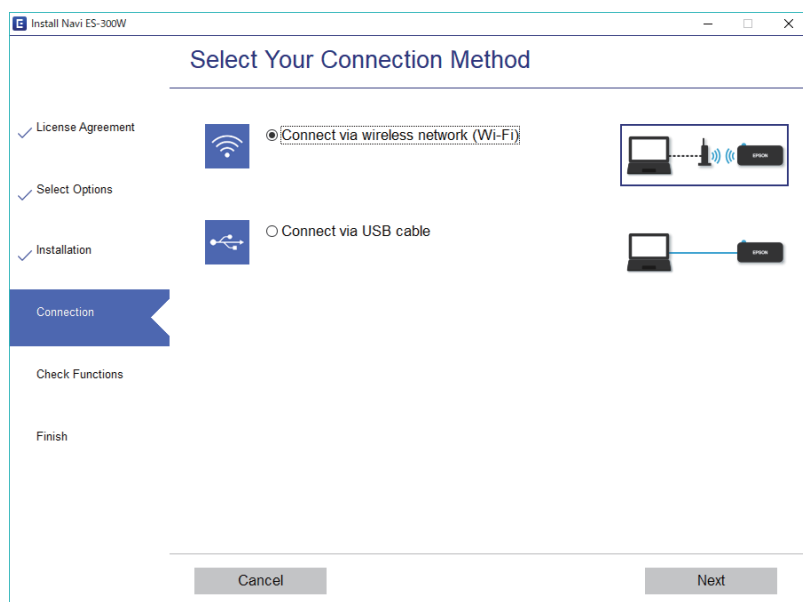 Install Navi ES-300W
Select Your Connection Method
License Agreement
Select Options
Installation
Connection
Check Functions
Finish
Connect via wireless network (Wi-Fi)
EPSON
Connect via USB cable
EPSON
Cancel
Next